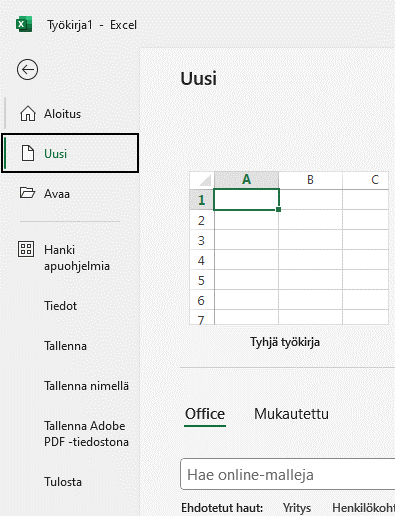 Työkirja1 - Excel
Uusi
Aloitus
Uusi
Avaa
Hanki
apuohjelmia
Tiedot
Tallenna
Tallenna nimellä
Tallenna Adobe
PDF -tiedostona
Tulosta
A B C
1
2
3
4
5
6
7
Tyhjä työkirja
Office Mukautettu
Hae online-malleja
Ehdotetut haut: Yritys